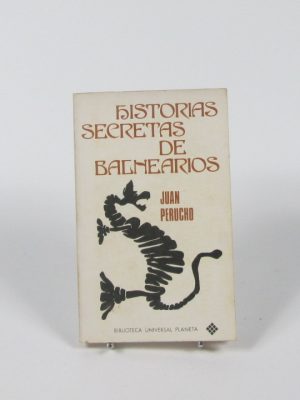 HISTORIAS
SECRETAS
DE
BALNEARIOS
JUAN
PERUCHO
BIBLIOTECA UNIVERSAL PLANETA